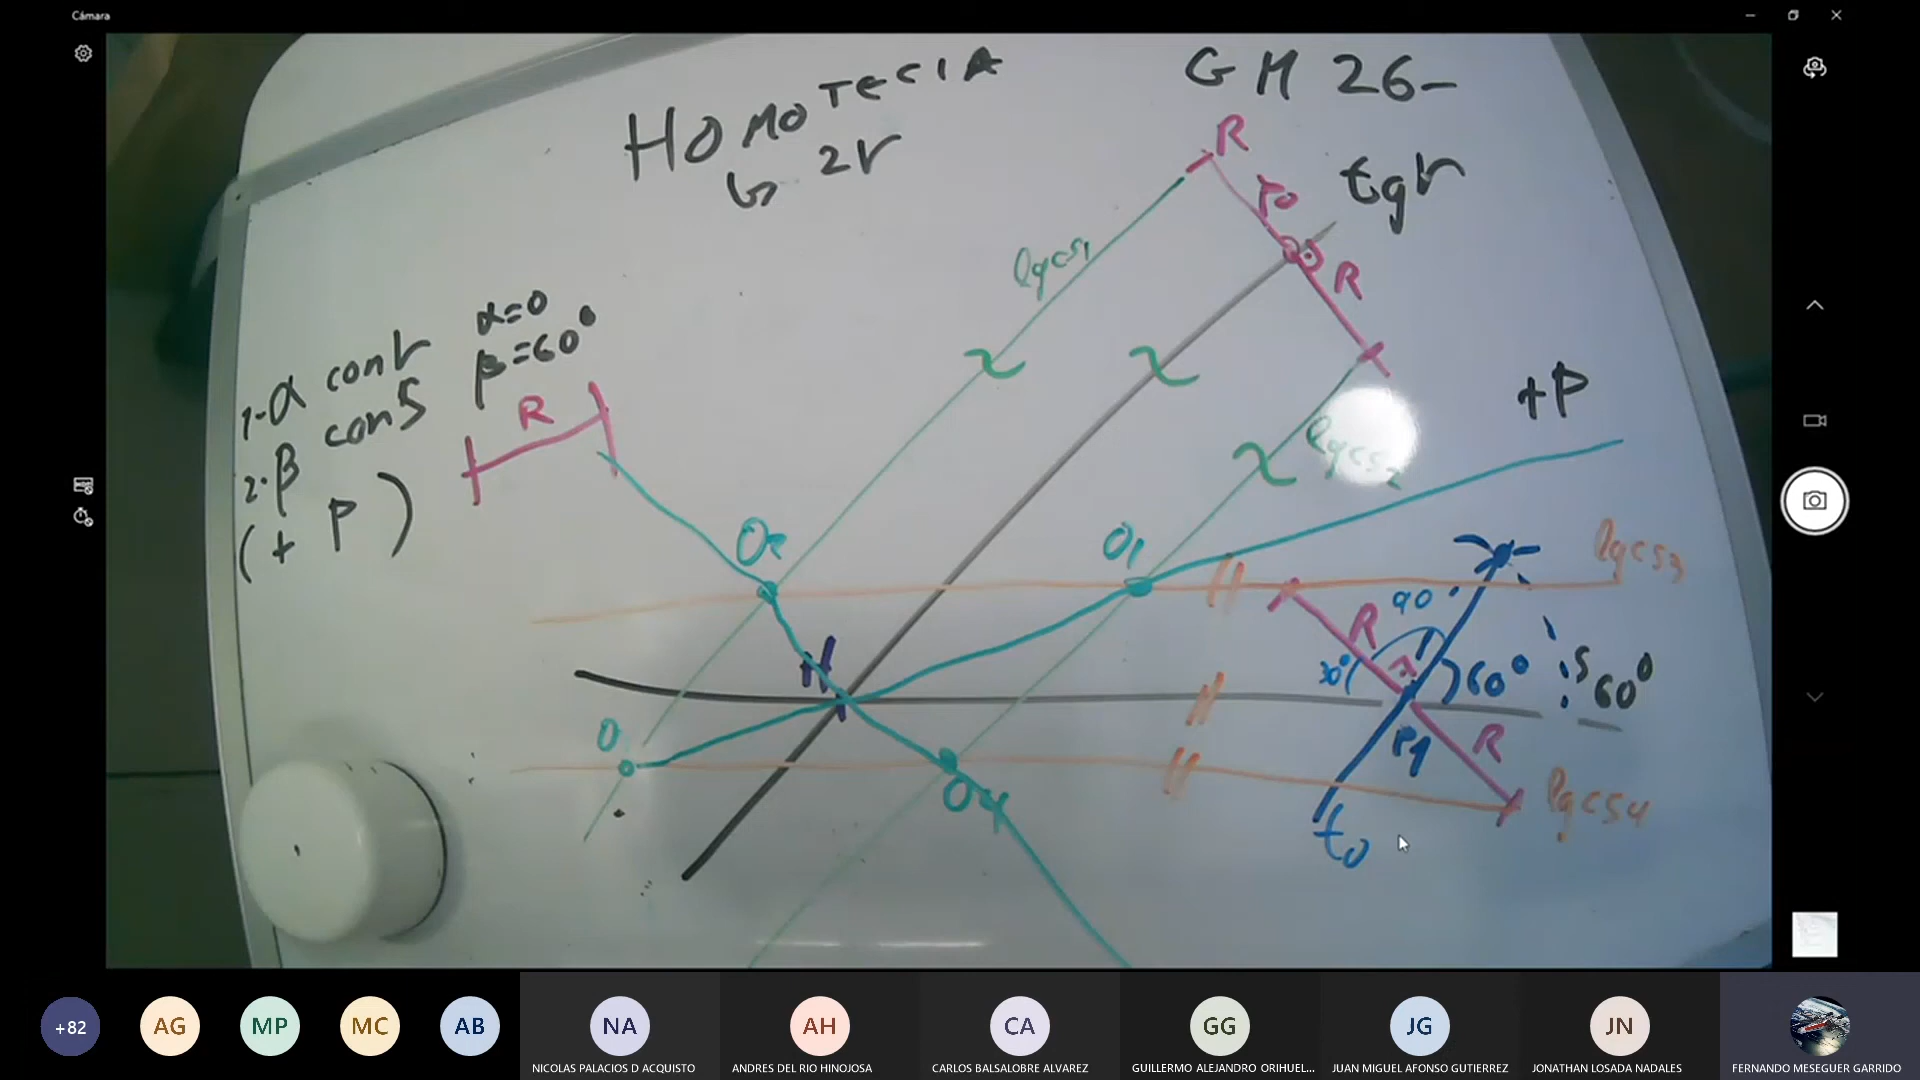 Cámara
HOMOTECIA
GM 26-
↳ 2r
tgr
R
To
lgcs1
R
α=0
1-α cont
β=60°
2.β cons
(+ P)
R
+P
lgcs2
O2
O1
lgcs3
90
R
H
30°
60°
s 60°
O
P1
R
O4
lgcs4
to
+82
AG
MP
MC
AB
NA
AH
CA
GG
JG
JN
NICOLAS PALACIOS D ACQUISTO
ANDRES DEL RIO HINOJOSA
CARLOS BALSALOBRE ALVAREZ
GUILLERMO ALEJANDRO ORIHUEL...
JUAN MIGUEL AFONSO GUTIERREZ
JONATHAN LOSADA NADALES
FERNANDO MESEGUER GARRIDO